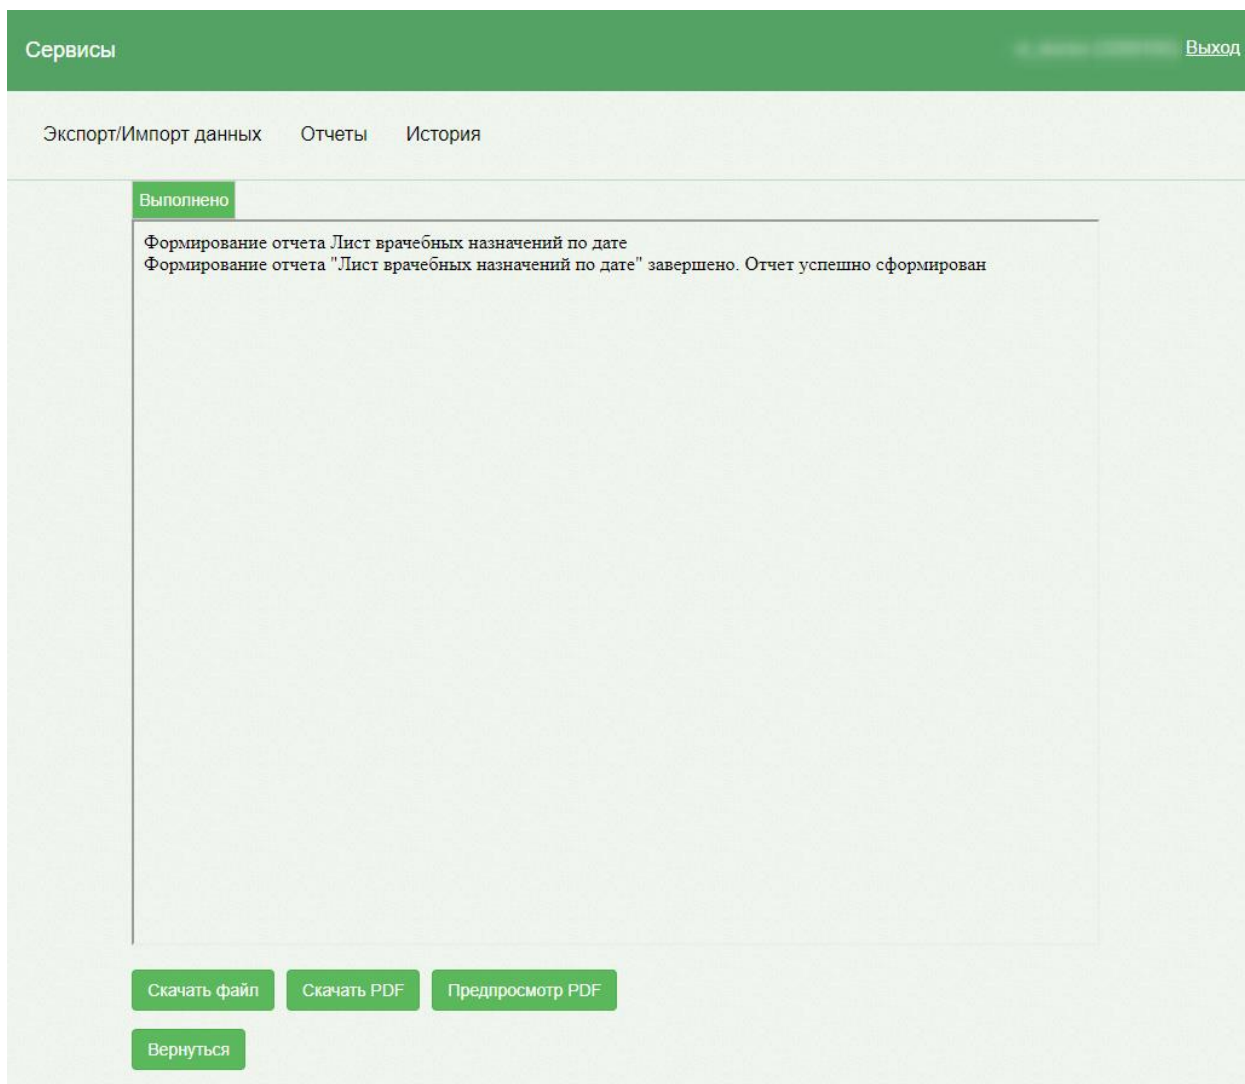 Сервисы
Выход
Экспорт/Импорт данных Отчеты История
Выполнено
Формирование отчета Лист врачебных назначений по дате
Формирование отчета "Лист врачебных назначений по дате" завершено. Отчет успешно сформирован
Скачать файл Скачать PDF Предпросмотр PDF
Вернуться